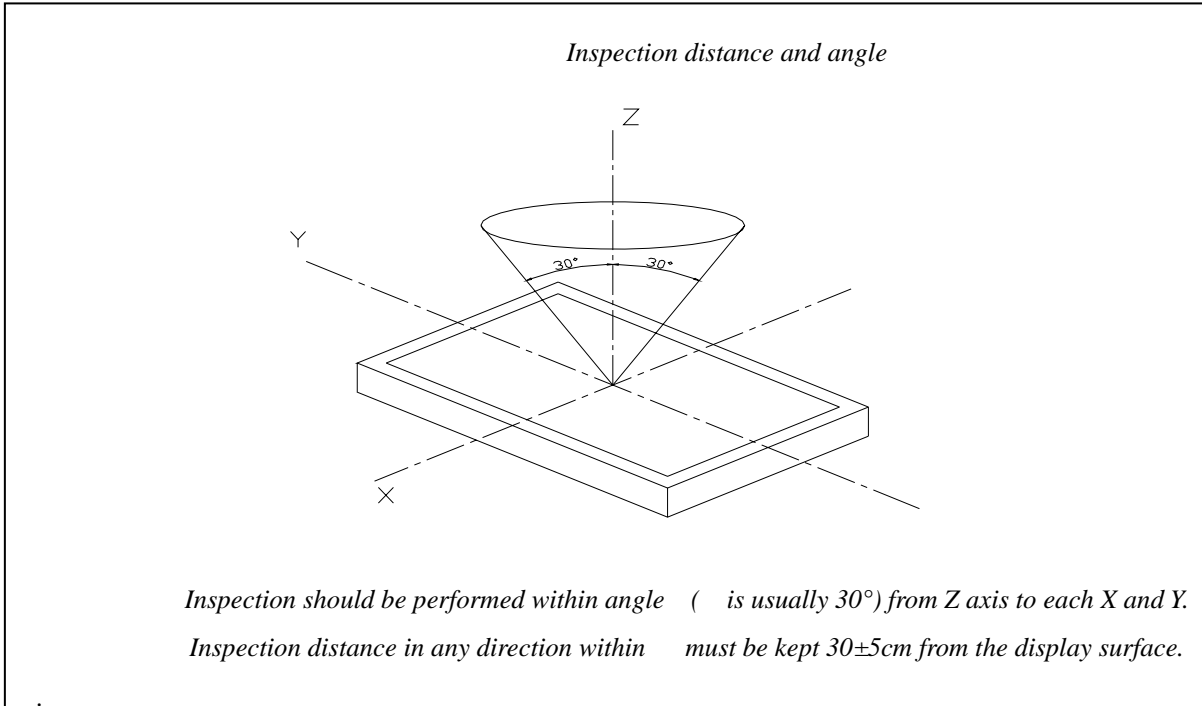 Inspection distance and angle
Z
Y
30° 30°
X
Inspection should be performed within angle ( is usually 30°) from Z axis to each X and Y.
Inspection distance in any direction within must be kept 30±5cm from the display surface.
.